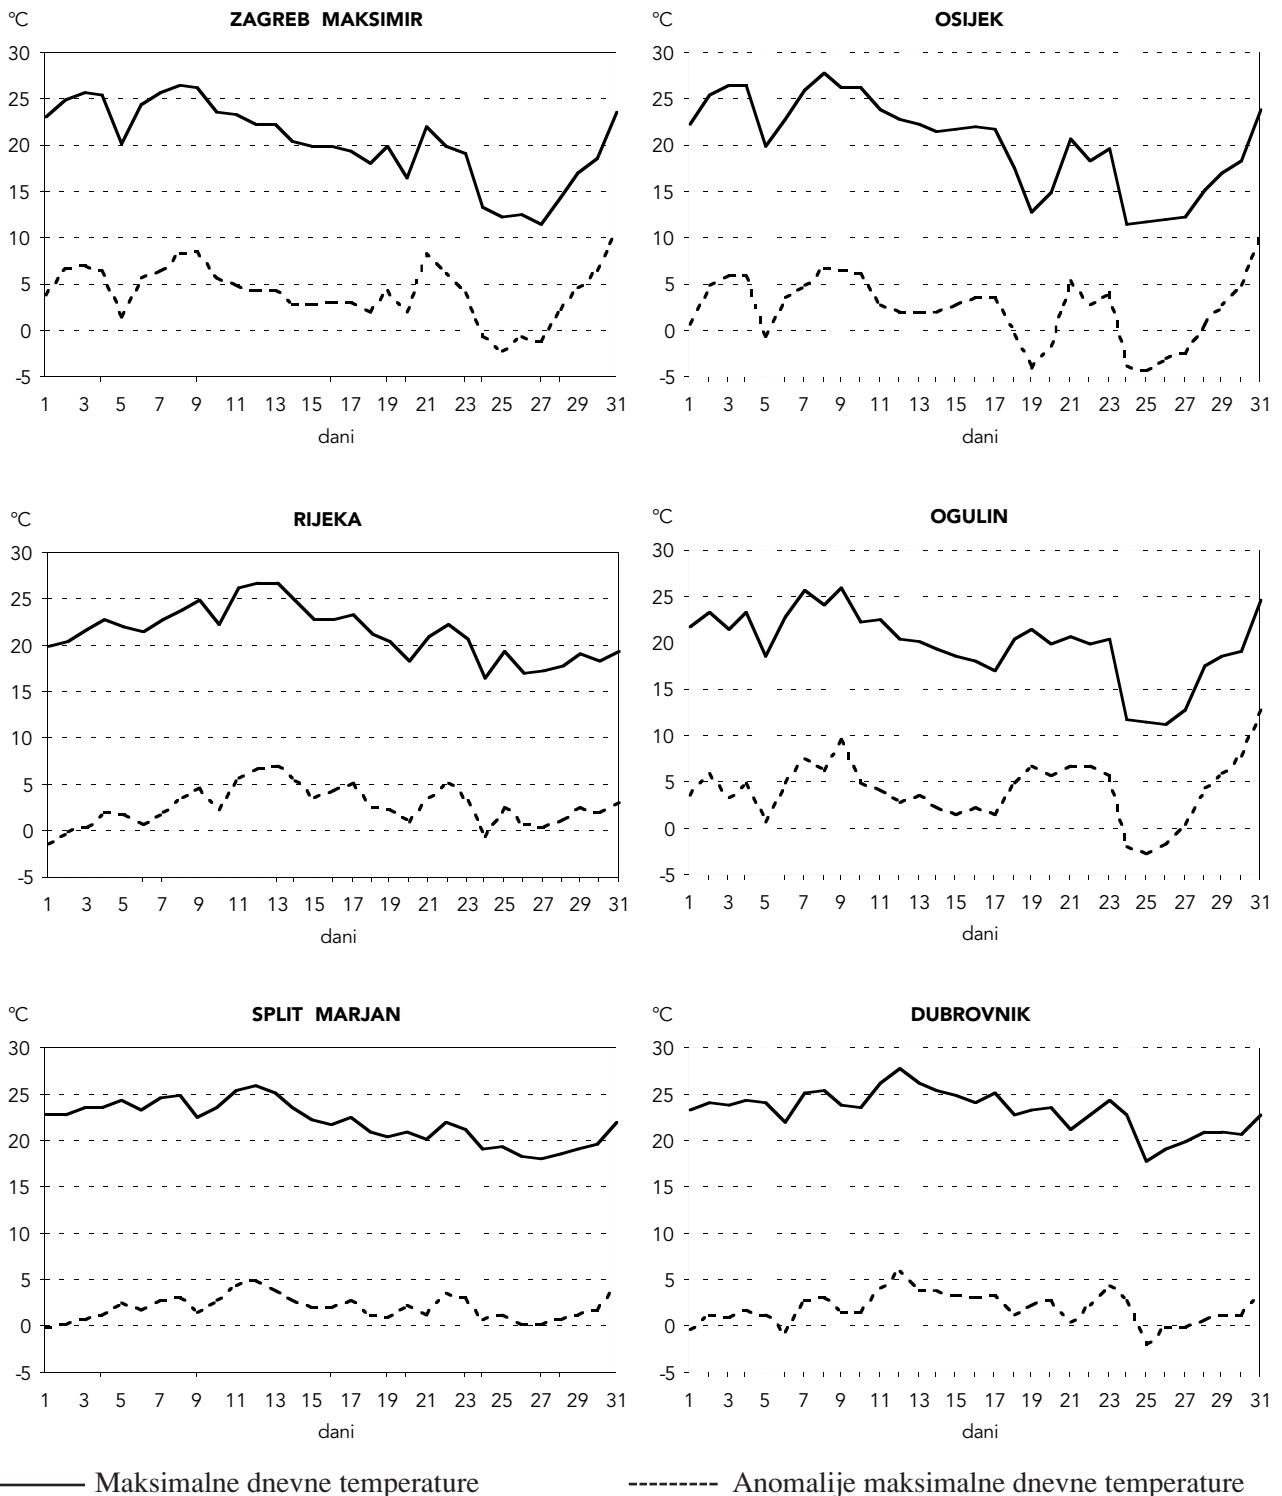 °C ZAGREB MAKSIMIR
30
25
20
15
10
5
0
-5
1 3 5 7 9 11 13 15 17 19 21 23 25 27 29 31
dani
°C OSIJEK
30
25
20
15
10
5
0
-5
1 3 5 7 9 11 13 15 17 19 21 23 25 27 29 31
dani
°C RIJEKA
30
25
20
15
10
5
0
-5
1 3 5 7 9 11 13 15 17 19 21 23 25 27 29 31
dani
°C OGULIN
30
25
20
15
10
5
0
-5
1 3 5 7 9 11 13 15 17 19 21 23 25 27 29 31
dani
°C SPLIT MARJAN
30
25
20
15
10
5
0
-5
1 3 5 7 9 11 13 15 17 19 21 23 25 27 29 31
dani
°C DUBROVNIK
30
25
20
15
10
5
0
-5
1 3 5 7 9 11 13 15 17 19 21 23 25 27 29 31
dani
Maksimalne dnevne temperature
Anomalije maksimalne dnevne temperature